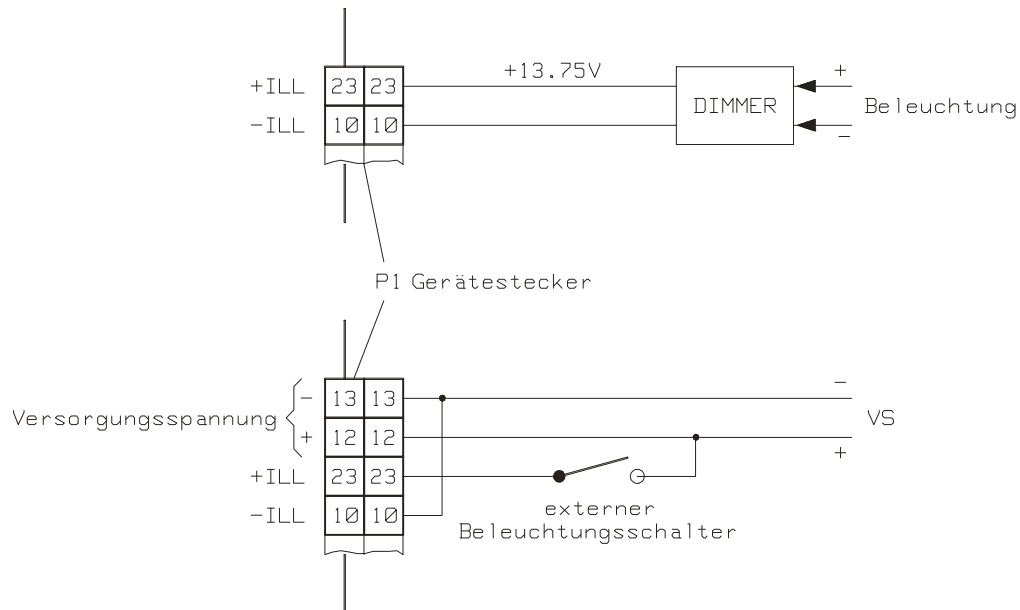 +13.75V
+ILL 23 23 DIMMER + Beleuchtung
-ILL 10 10 -
P1 Gerätestecker
Versorgungsspannung
- 13 13 -
+ 12 12 +
VS
+ILL 23 23
-ILL 10 10
externer
Beleuchtungsschalter